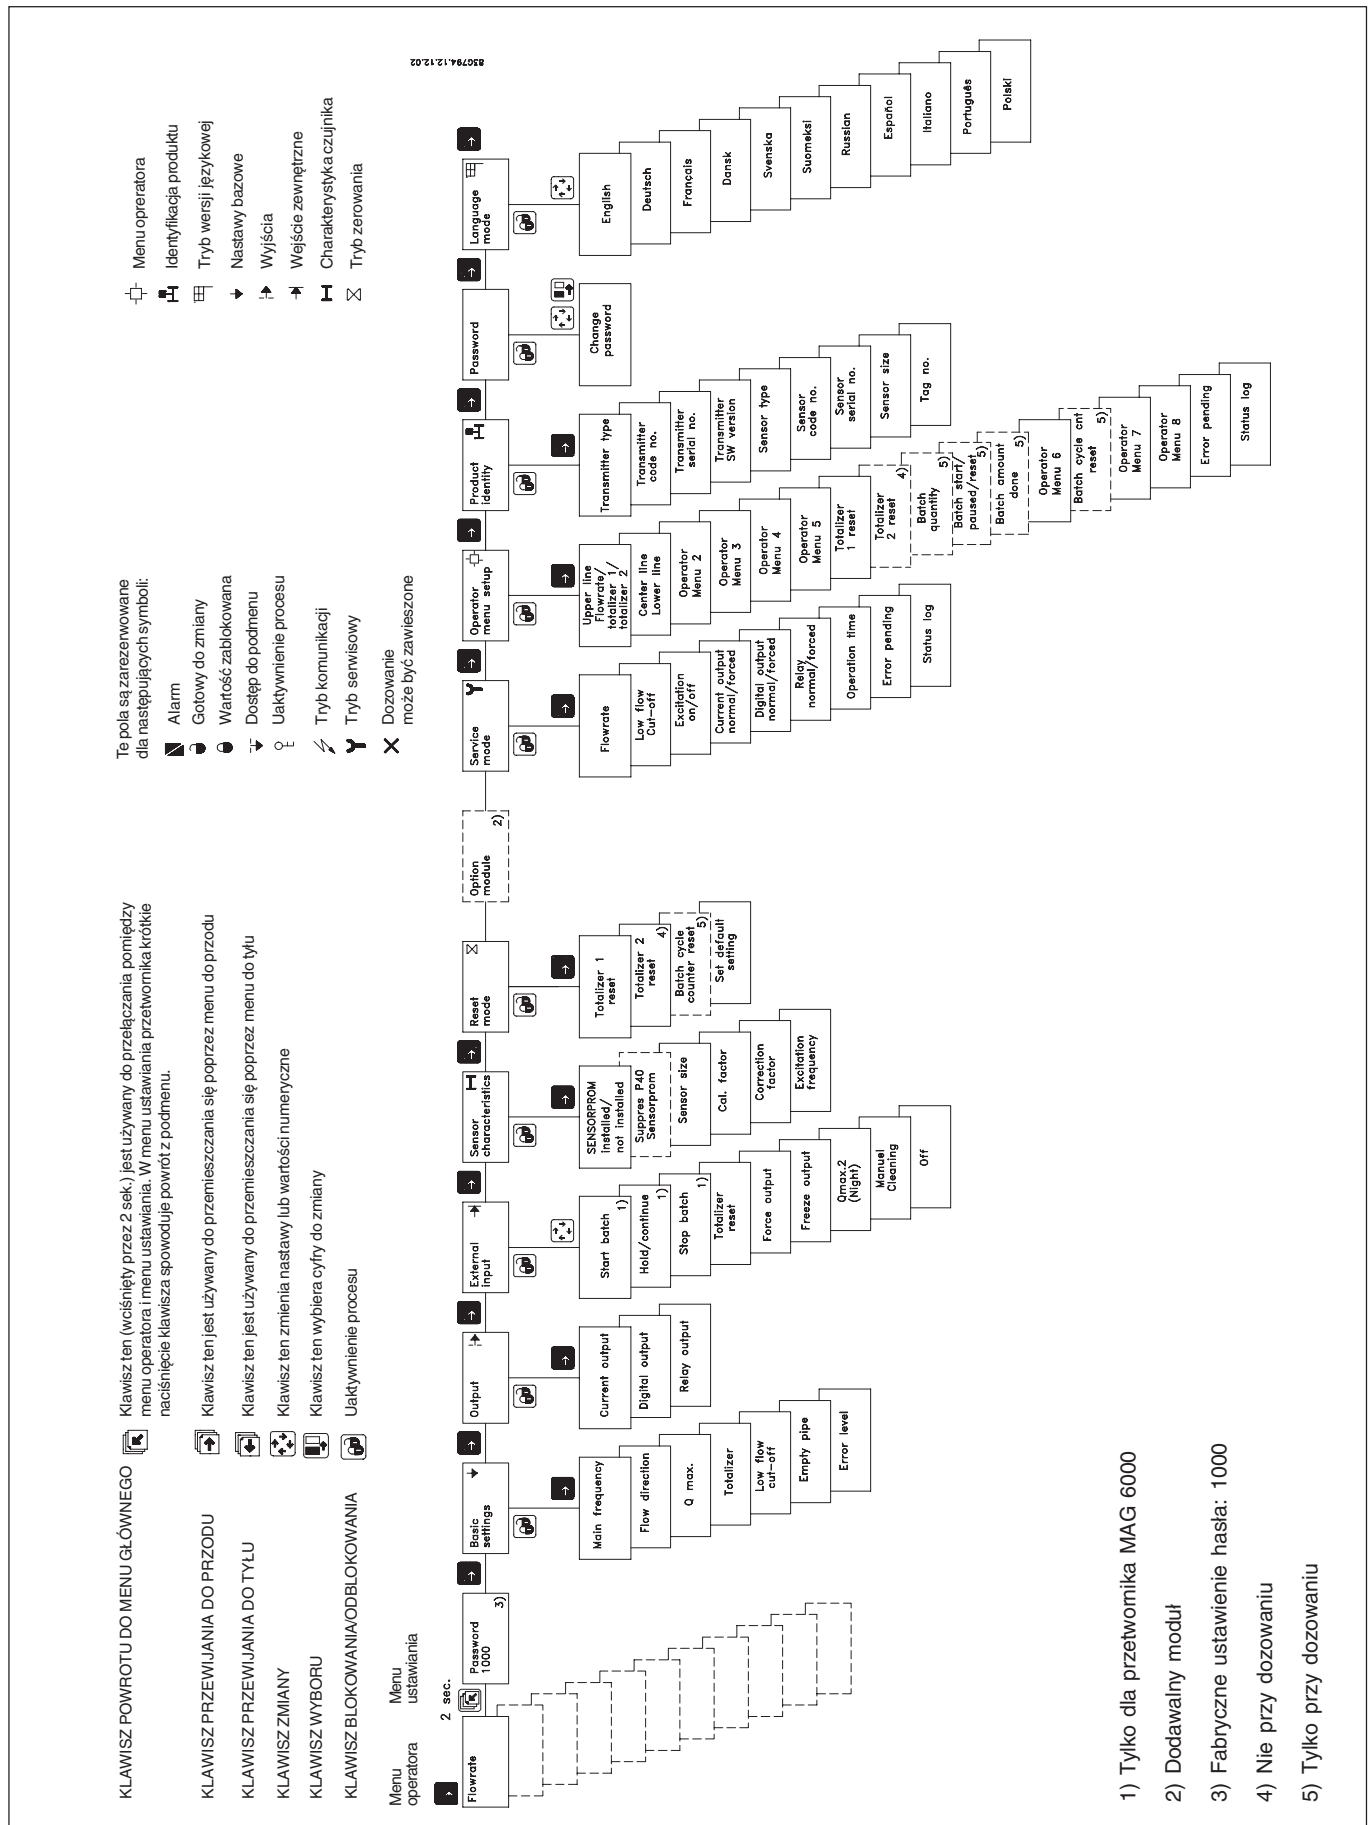 KLAWISZ POWROTU DO MENU GŁÓWNEGO
Klawisz ten (wciśnięty przez 2 sek.) jest używany do przełączania pomiędzy
menu operatora i menu ustawiania. W menu ustawiania przetwornika krótkie
naciśnięcie klawisza spowoduje powrót z podmenu.
KLAWISZ PRZEWIJANIA DO PRZODU
Klawisz ten jest używany do przemieszczania się poprzez menu do przodu
KLAWISZ PRZEWIJANIA DO TYŁU
Klawisz ten jest używany do przemieszczania się poprzez menu do tyłu
KLAWISZ ZMIANY
Klawisz ten zmienia nastawy lub wartości numeryczne
KLAWISZ WYBORU
Klawisz ten wybiera cyfry do zmiany
KLAWISZ BLOKOWANIA/ODBLOKOWANIA
Uaktywnienie procesu
Te pola są zarezerwowane
dla następujących symboli:
Alarm
Gotowy do zmiany
Wartość zablokowana
Dostęp do podmenu
Uaktywnienie procesu
Tryb komunikacji
Tryb serwisowy
Dozowanie
może być zawieszone
Menu opreratora
Identyfikacja produktu
Tryb wersji językowej
Nastawy bazowe
Wyjścia
Wejście zewnętrzne
Charakterystyka czujnika
Tryb zerowania
830794.12.12.02
Menu
operatora
Menu
ustawiania
2 sec.
Flowrate
Password
1000
3)
Basic
settings
Main frequency
Flow direction
Q max.
Totalizer
Low flow
cut-off
Empty pipe
Error level
Output
Current output
Digital output
Relay output
External
input
Start batch
1)
Hold/continue
1)
Stop batch
1)
Totalizer
reset
Force output
Freeze output
Qmax.2
(Night)
Manuel
Cleaning
Off
Sensor
characteristics
SENSORPROM
installed/
not installed
Suppres P40
Sensorprom
Sensor size
Cal. factor
Correction
factor
Excitation
frequency
Reset
mode
Totalizer 1
reset
Totalizer 2
reset
4)
Batch cycle
counter reset
5)
Set default
setting
Option
module
2)
Service
mode
Flowrate
Low flow
Cut-off
Excitation
on/off
Current output
normal/forced
Digital output
normal/forced
Relay
normal/forced
Operation time
Error pending
Status log
Operator
menu setup
Upper line
Flowrate/
totalizer 1/
totalizer 2
Center line
Lower line
Operator
Menu 2
Operator
Menu 3
Operator
Menu 4
Operator
Menu 5
Totalizer
1 reset
Totalizer
2 reset
4)
Batch
quantity
5)
Batch start/
paused/reset
5)
Batch amount
done
5)
Operator
Menu 6
Batch cycle cnt
reset
5)
Operator
Menu 7
Operator
Menu 8
Error pending
Status log
Product
identity
Transmitter type
Transmitter
code no.
Transmitter
serial no.
Transmitter
SW version
Sensor type
Sensor
code no.
Sensor
serial no.
Sensor size
Tag no.
Password
Change
password
Language
mode
English
Deutsch
Francais
Dansk
Svenska
Suomeksi
Russian
Español
Italiano
Português
Polski
1) Tylko dla przetwornika MAG 6000
2) Dodawalny moduł
3) Fabryczne ustawienie hasła: 1000
4) Nie przy dozowaniu
5) Tylko przy dozowaniu